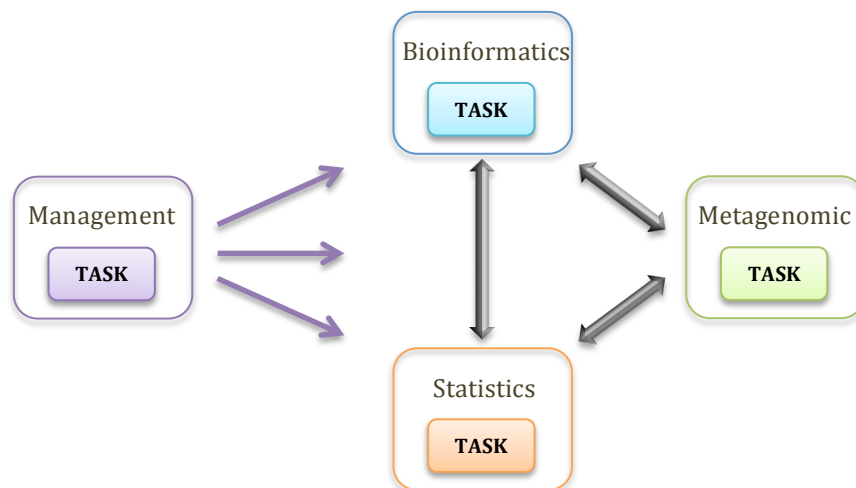 Bioinformatics
TASK
Management
TASK
Metagenomic
TASK
Statistics
TASK